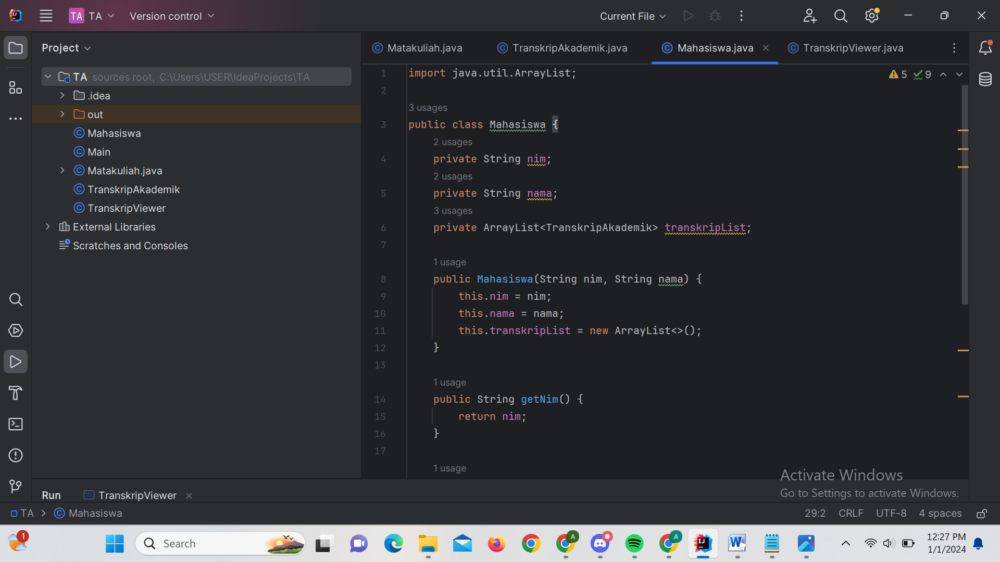 TA TA Version control Current File
Project
TA sources root, C:\Users\USER\IdeaProjects\TA
.idea
out
Mahasiswa
Main
Matakuliah.java
TranskripAkademik
TranskripViewer
External Libraries
Scratches and Consoles
Matakuliah.java TranskripAkademik.java Mahasiswa.java TranskripViewer.java
5 9
1 import java.util.ArrayList;
2
3 usages
3 public class Mahasiswa {
2 usages
4 private String nim;
2 usages
5 private String nama;
3 usages
6 private ArrayList<TranskripAkademik> transkripList;
7
1 usage
8 public Mahasiswa(String nim, String nama) {
9 this.nim = nim;
10 this.nama = nama;
11 this.transkripList = new ArrayList<>();
12 }
13
1 usage
14 public String getNim() {
15 return nim;
16 }
17
1 usage
Activate Windows
Go to Settings to activate Windows.
Run TranskripViewer
TA > Mahasiswa 29:2 CRLF UTF-8 4 spaces
1 Search A A IJ W
12:27 PM
1/1/2024